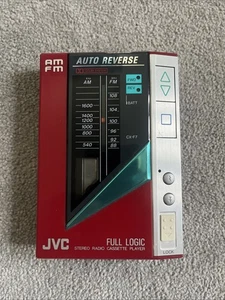 AM
FM
AUTO REVERSE
AM
FM
1600
108
1400
104
1200
100
1000
96
800
92
540
88
BATT
JVC
FULL LOGIC
STEREO RADIO CASSETTE PLAYER